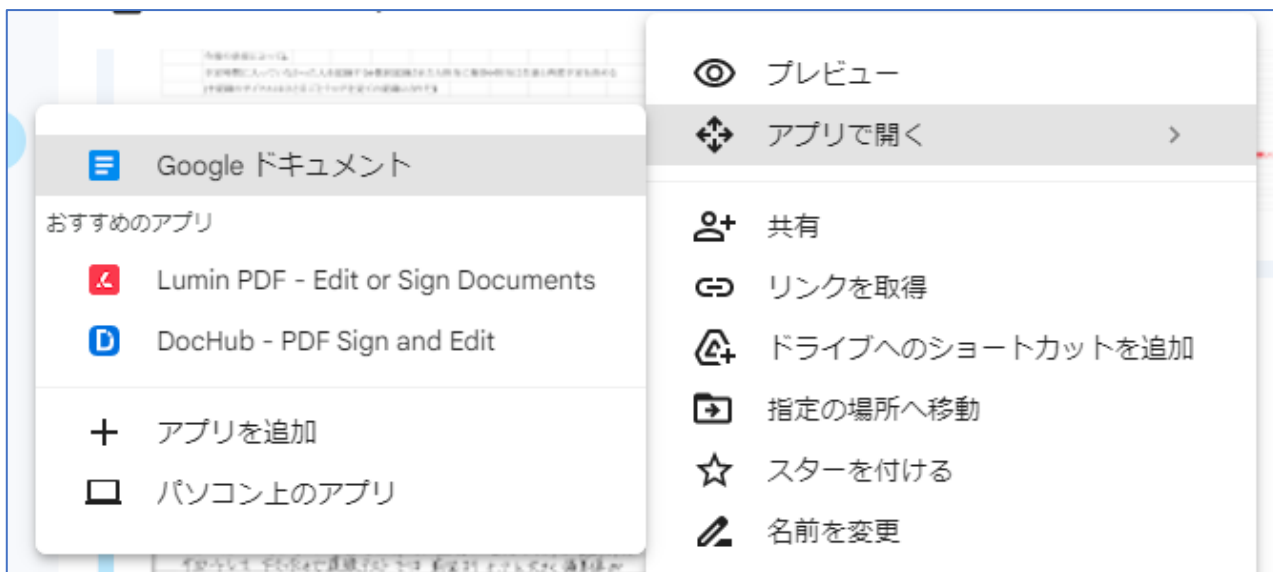 プレビュー
アプリで開く
Google ドキュメント
おすすめのアプリ
Lumin PDF - Edit or Sign Documents
DocHub - PDF Sign and Edit
アプリを追加
パソコン上のアプリ
共有
リンクを取得
ドライブへのショートカットを追加
指定の場所へ移動
スターを付ける
名前を変更